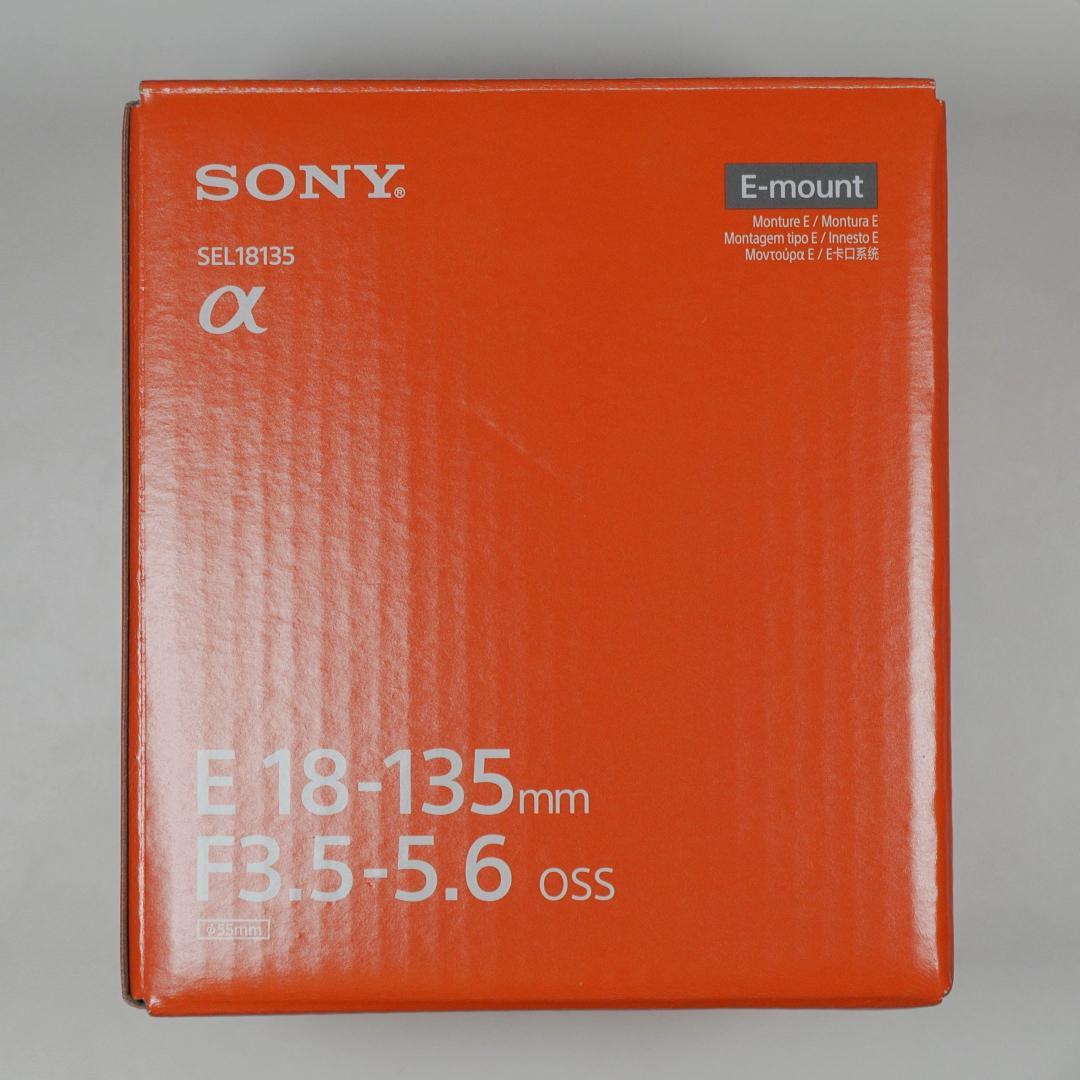 SONY®
SEL18135
α
E-mount
Monture E / Montura E
Montagem tipo E / Innesto E
Μοντούρα E / E卡口系统
E 18-135mm
F3.5-5.6 OSS
φ55mm